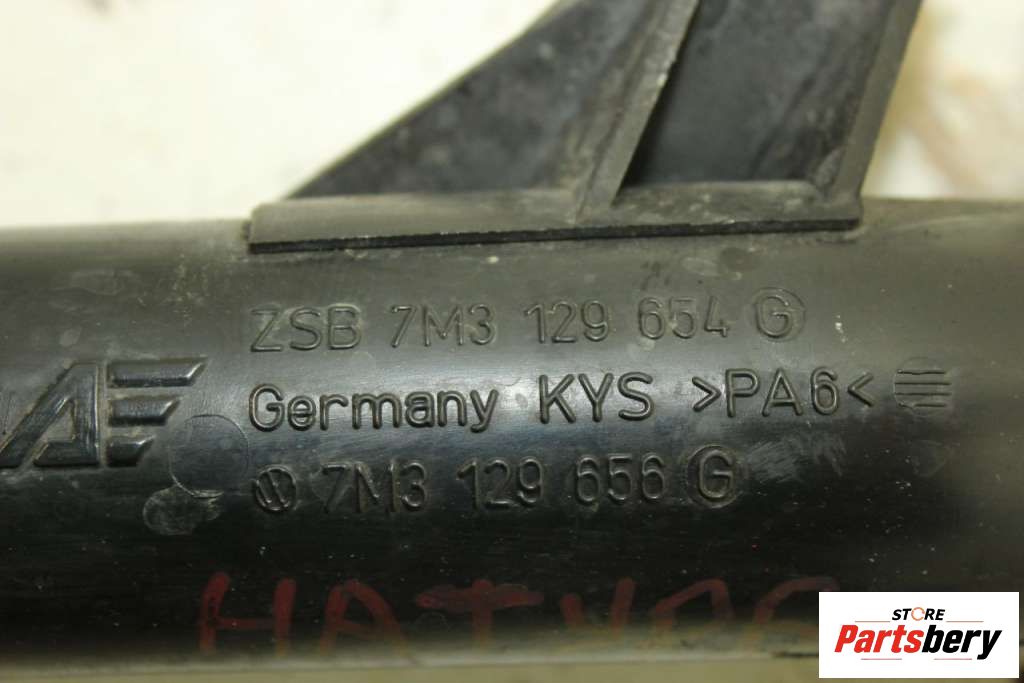 ZSB 7M3 129 654 G
Germany KYS >PA6<
7M3 129 656 G
STORE
Partsbery